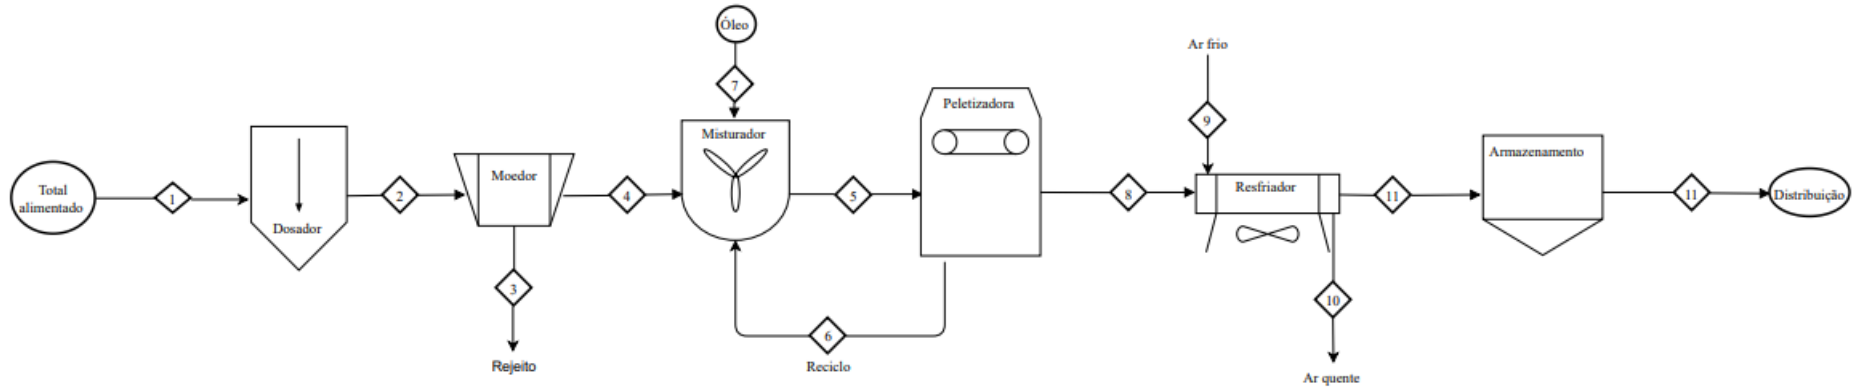 Óleo
Ar frio
7
Peletizadora
9
Misturador
Armazenamento
Moedor
Resfriador
Total
alimentado
1
2
4
5
8
11
11
Distribuição
Dosador
3
10
6
Rejeito
Reciclo
Ar quente